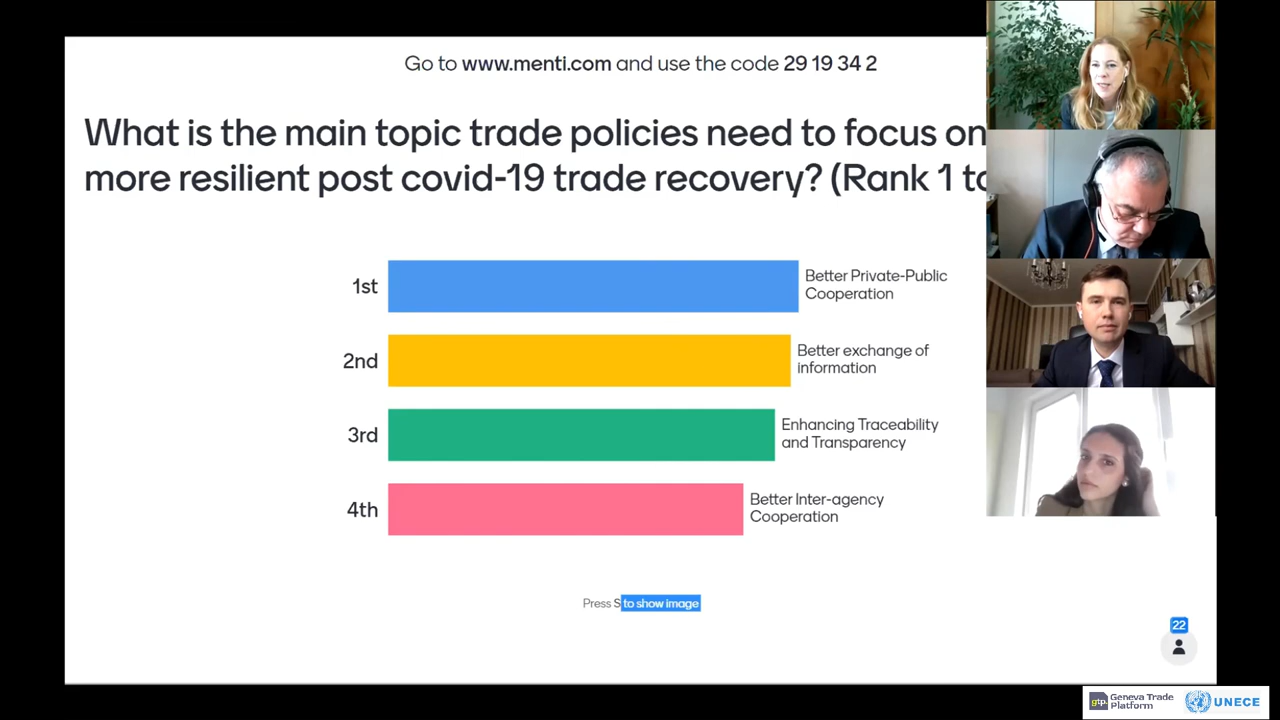 Go to www.menti.com and use the code 29 19 34 2
What is the main topic trade policies need to focus on
more resilient post covid-19 trade recovery? (Rank 1 to
1st
Better Private-Public
Cooperation
2nd
Better exchange of
information
3rd
Enhancing Traceability
and Transparency
4th
Better Inter-agency
Cooperation
Press S to show image
22
gtp
Geneva Trade
Platform
UNECE